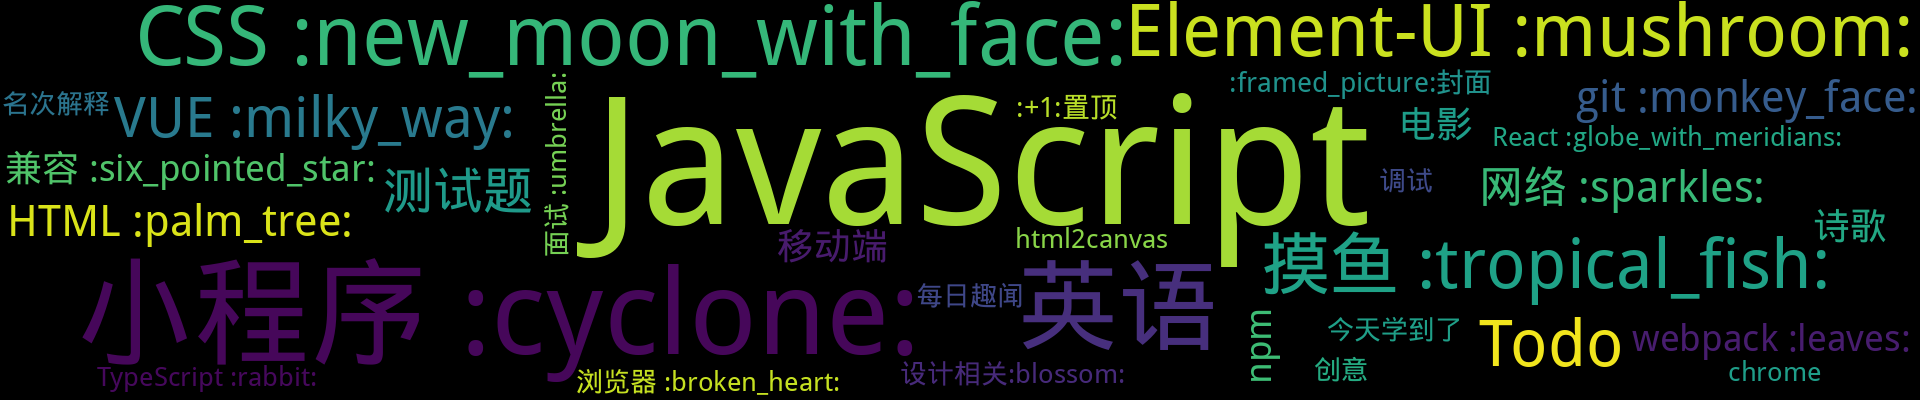 CSS :new_moon_with_face:
Element-UI :mushroom:
名次解释
VUE :milky_way:
面试 :umbrella:
JavaScript
:+1:置顶
:framed_picture:封面
git :monkey_face:
电影
React :globe_with_meridians:
兼容 :six_pointed_star:
测试题
调试
网络 :sparkles:
HTML :palm_tree:
移动端
html2canvas
诗歌
摸鱼 :tropical_fish:
小程序 :cyclone:
每日趣闻
英语
npm
今天学到了
Todo
webpack :leaves:
TypeScript :rabbit:
浏览器 :broken_heart:
设计相关:blossom:
创意
chrome